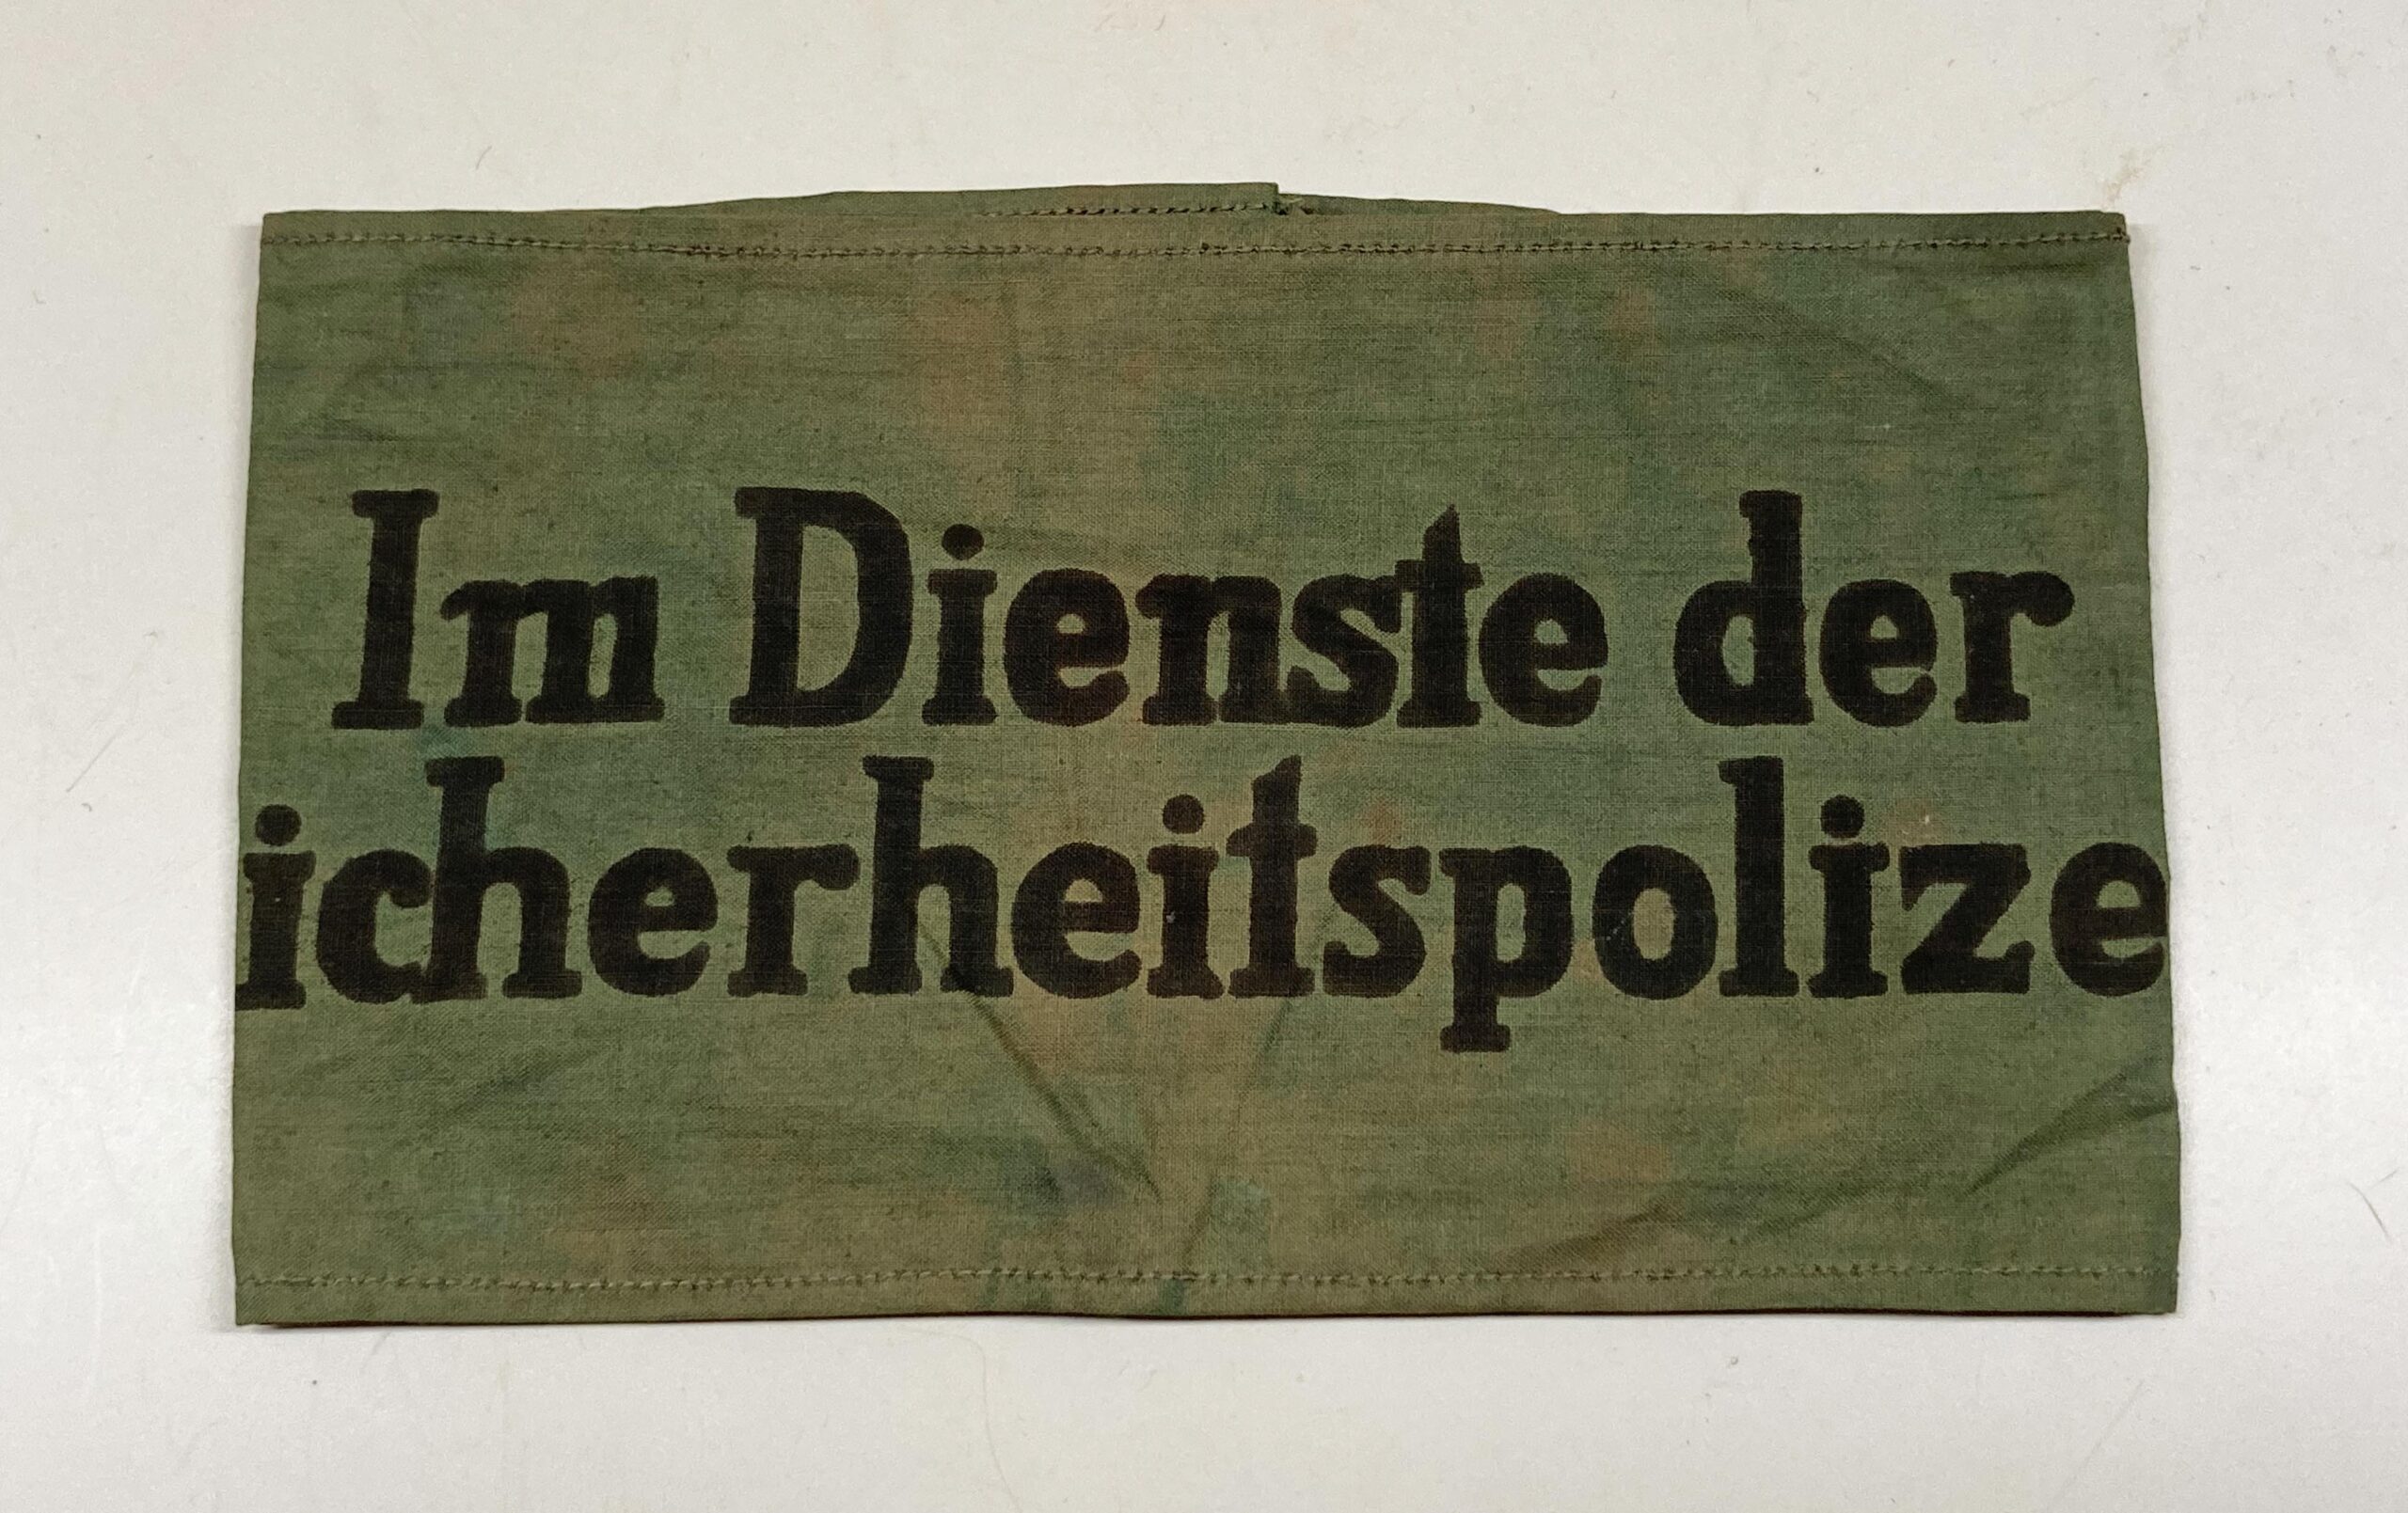 Im Dienste der
icherheitspolize